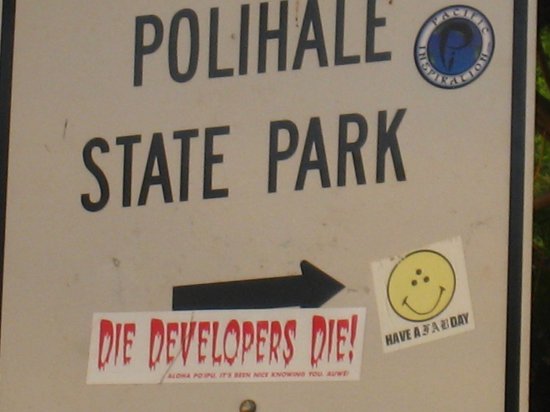 POLIHALE
PACIFIC
INSPIRATION
STATE PARK
DIE DEVELOPERS DIE!
ALOHA PO'IPU, IT'S BEEN NICE KNOWING YOU. AUWE!
HAVE A FAB DAY